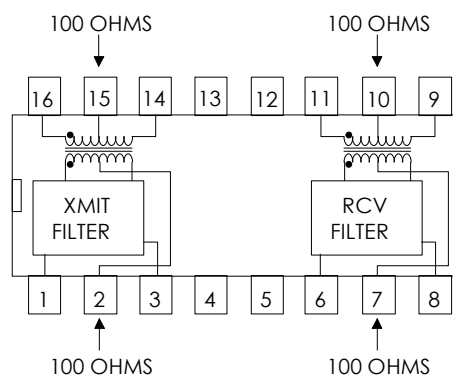 100 OHMS 100 OHMS
16 15 14 13 12 11 10 9
XMIT FILTER
RCV FILTER
1 2 3 4 5 6 7 8
100 OHMS 100 OHMS